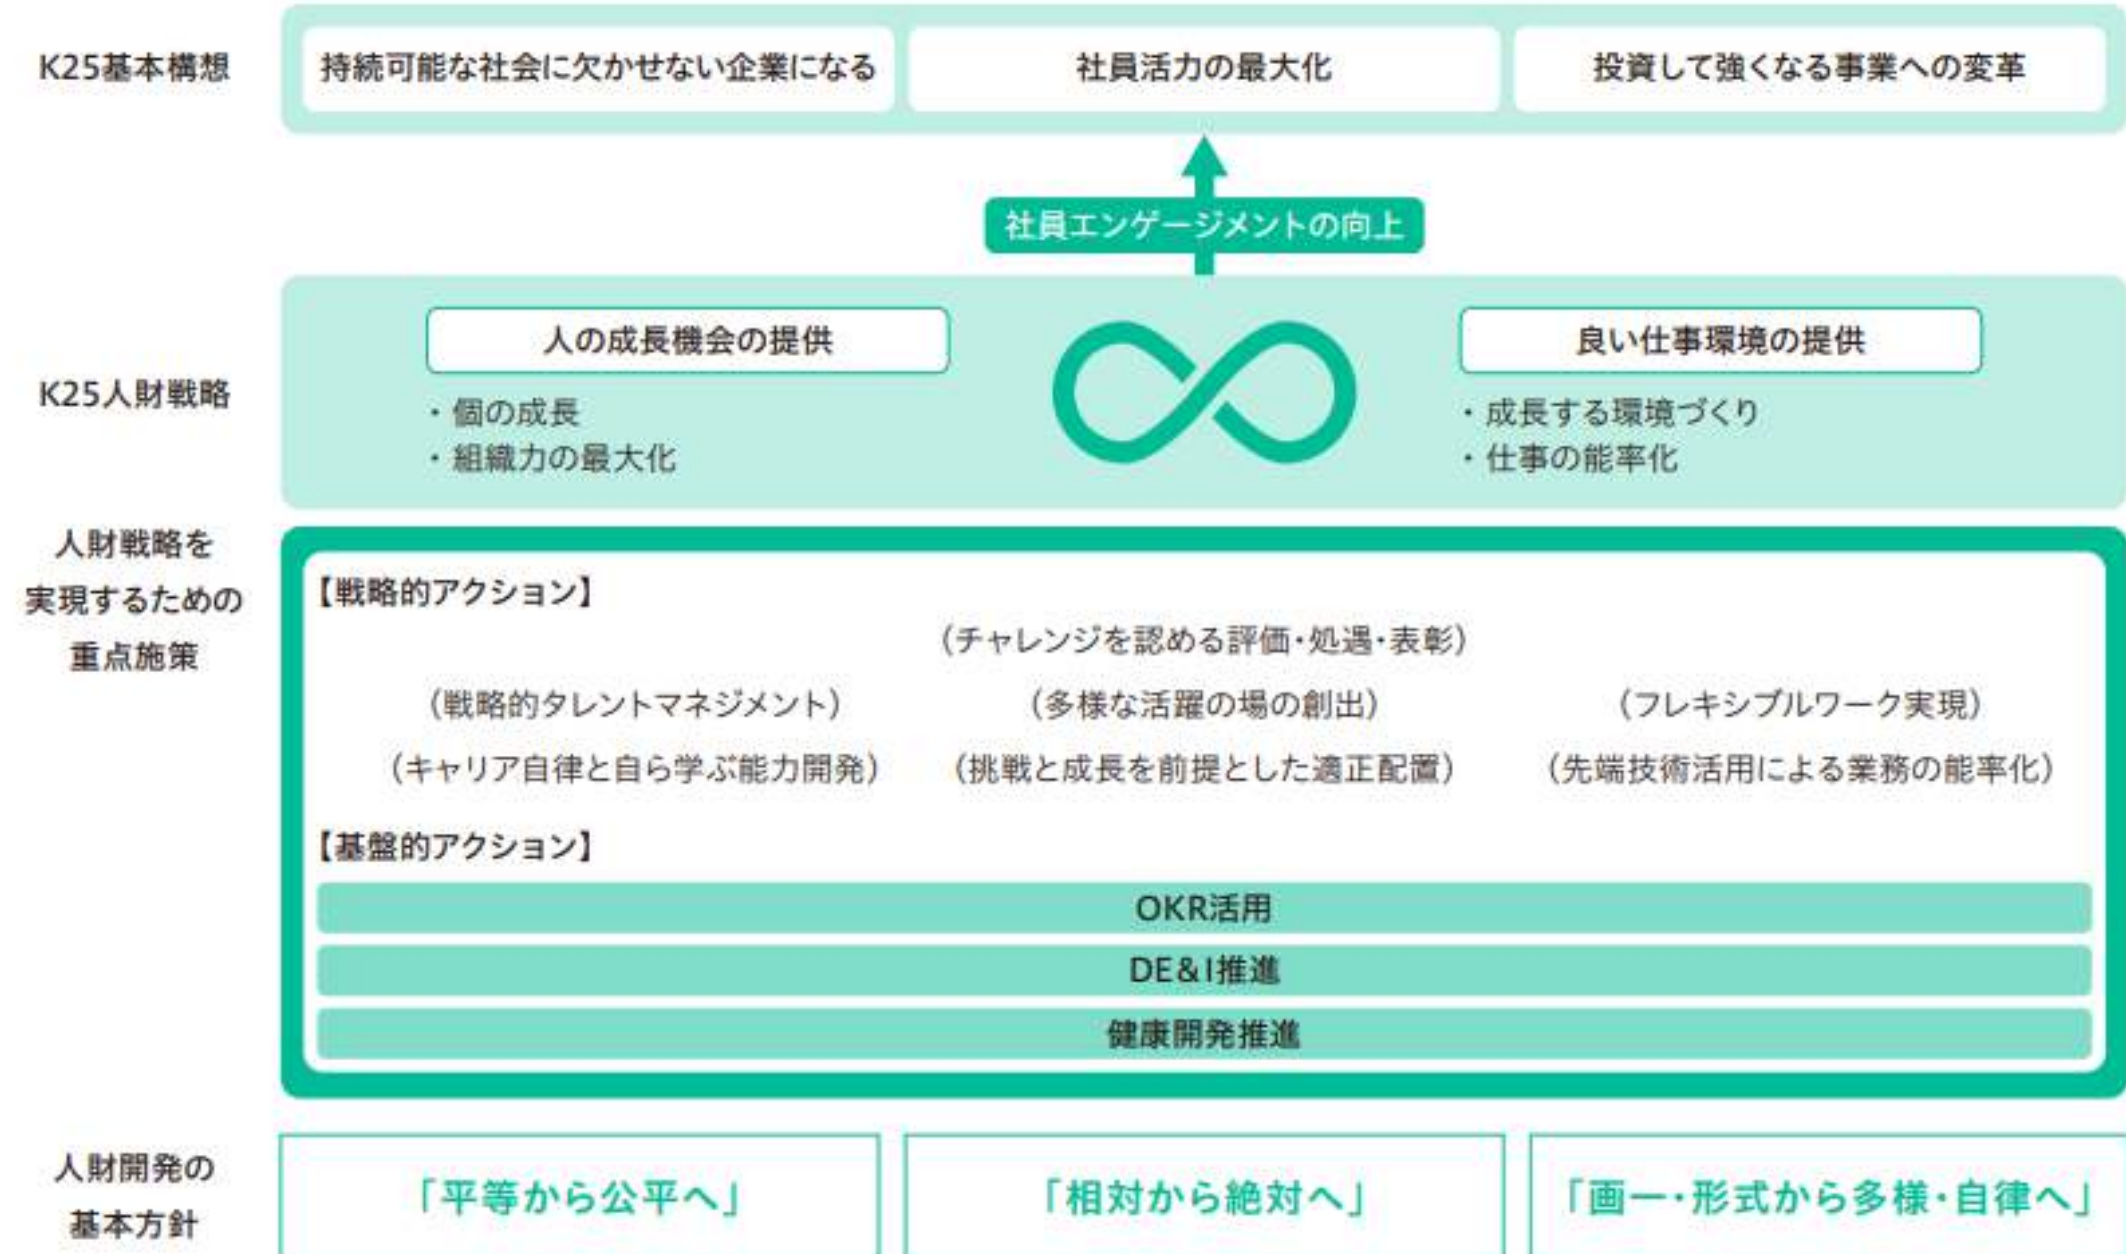 K25基本構想
持続可能な社会に欠かせない企業になる
社員活力の最大化
投資して強くなる事業への変革
社員エンゲージメントの向上
K25人財戦略
人の成長機会の提供
・個の成長
・組織力の最大化
良い仕事環境の提供
・成長する環境づくり
・仕事の能率化
人財戦略を
実現するための
重点施策
【戦略的アクション】
(チャレンジを認める評価・処遇・表彰)
(戦略的タレントマネジメント)
(多様な活躍の場の創出)
(フレキシブルワーク実現)
(キャリア自律と自ら学ぶ能力開発)
(挑戦と成長を前提とした適正配置)
(先端技術活用による業務の能率化)
【基盤的アクション】
OKR活用
DE&I推進
健康開発推進
人財開発の
基本方針
「平等から公平へ」
「相対から絶対へ」
「画一・形式から多様・自律へ」